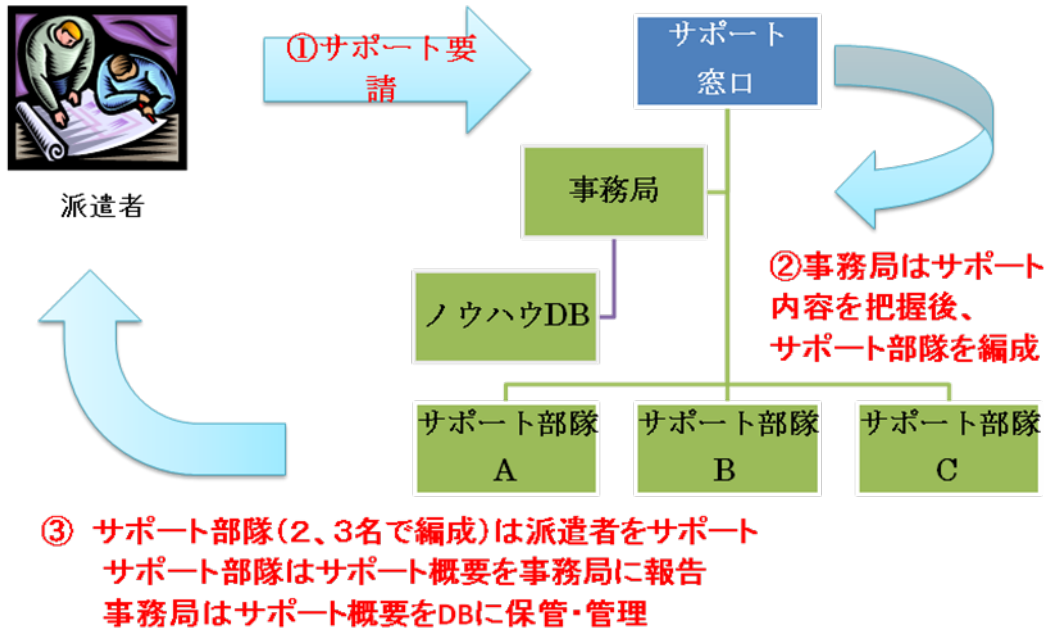 ①サポート要
請
サポート
窓口
派遣者
事務局
ノウハウDB
②事務局はサポート
内容を把握後、
サポート部隊を編成
サポート部隊
A
サポート部隊
B
サポート部隊
C
③ サポート部隊(2、3名で編成)は派遣者をサポート
サポート部隊はサポート概要を事務局に報告
事務局はサポート概要をDBに保管・管理